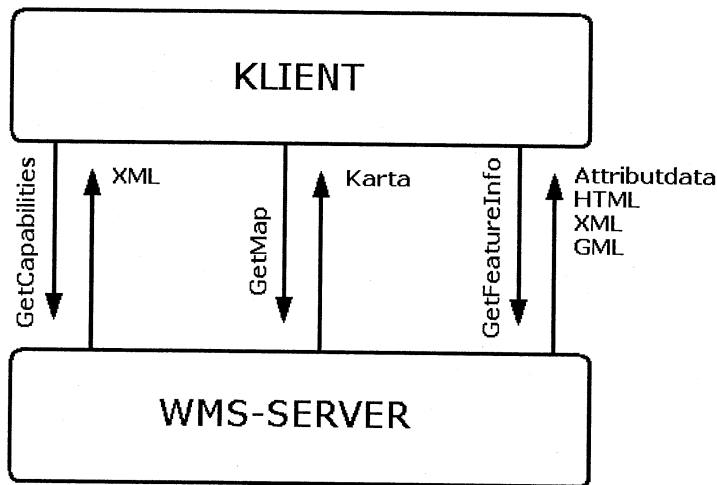 KLIENT
GetCapabilities
XML
GetMap
Karta
GetFeatureInfo
Attributdata
HTML
XML
GML
WMS-SERVER